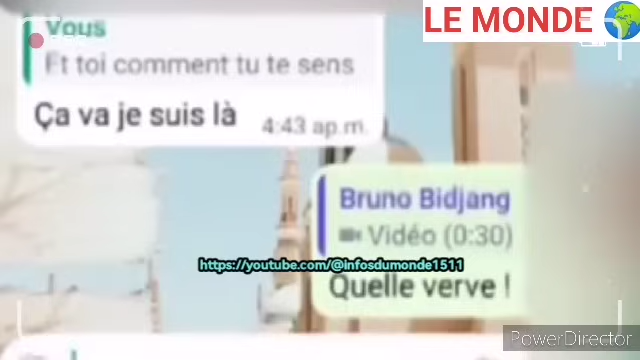 LE MONDE
Vous
Et toi comment tu te sens
Ça va je suis là
4:43 ap.m.
Bruno Bidjang
Vidéo (0:30)
https://youtube.com/@infosdumonde1511
Quelle verve !
PowerDirector